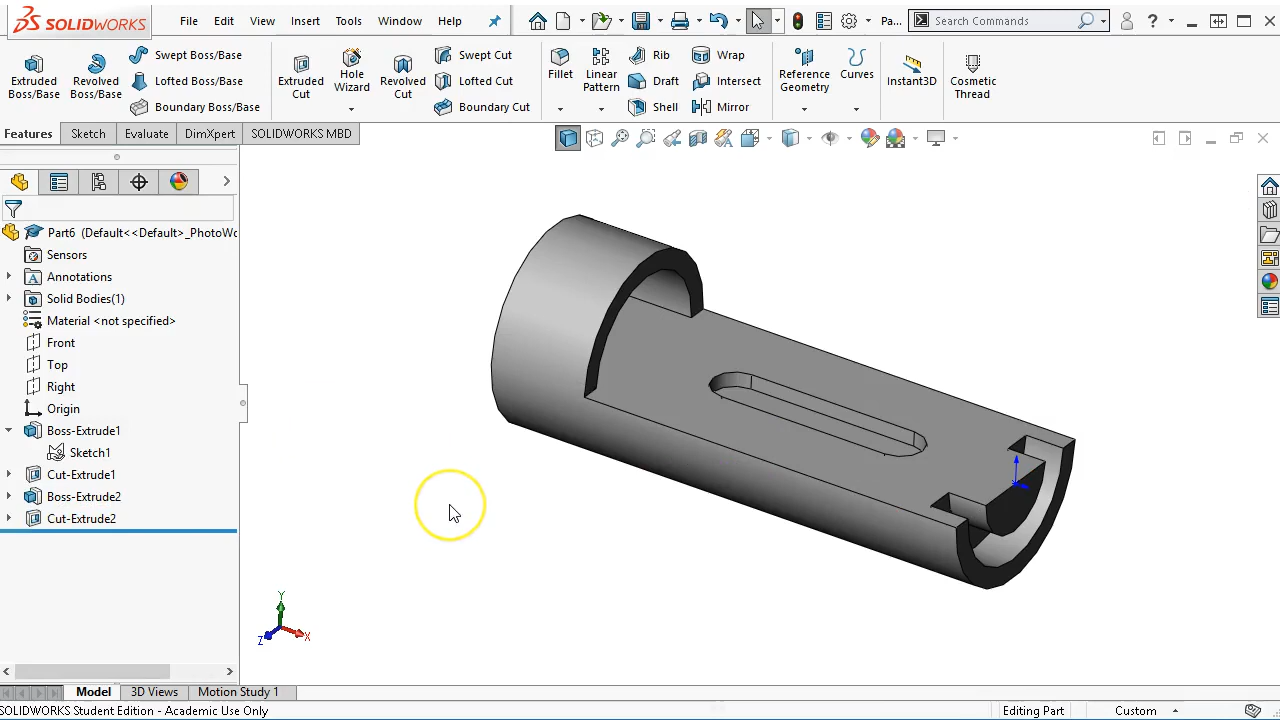 SOLIDWORKS File Edit View Insert Tools Window Help Pa... Search Commands ?
Extruded Boss/Base
Revolved Boss/Base
Swept Boss/Base
Lofted Boss/Base
Boundary Boss/Base
Extruded Cut
Hole Wizard
Revolved Cut
Swept Cut
Lofted Cut
Boundary Cut
Fillet
Linear Pattern
Rib
Draft
Shell
Wrap
Intersect
Mirror
Reference Geometry
Curves
Instant3D
Cosmetic Thread
Features Sketch Evaluate DimXpert SOLIDWORKS MBD
Part6 (Default<<Default>_PhotoWo
Sensors
Annotations
Solid Bodies(1)
Material <not specified>
Front
Top
Right
Origin
Boss-Extrude1
Sketch1
Cut-Extrude1
Boss-Extrude2
Cut-Extrude2
Y
Z X
Model 3D Views Motion Study 1
SOLIDWORKS Student Edition - Academic Use Only Editing Part Custom